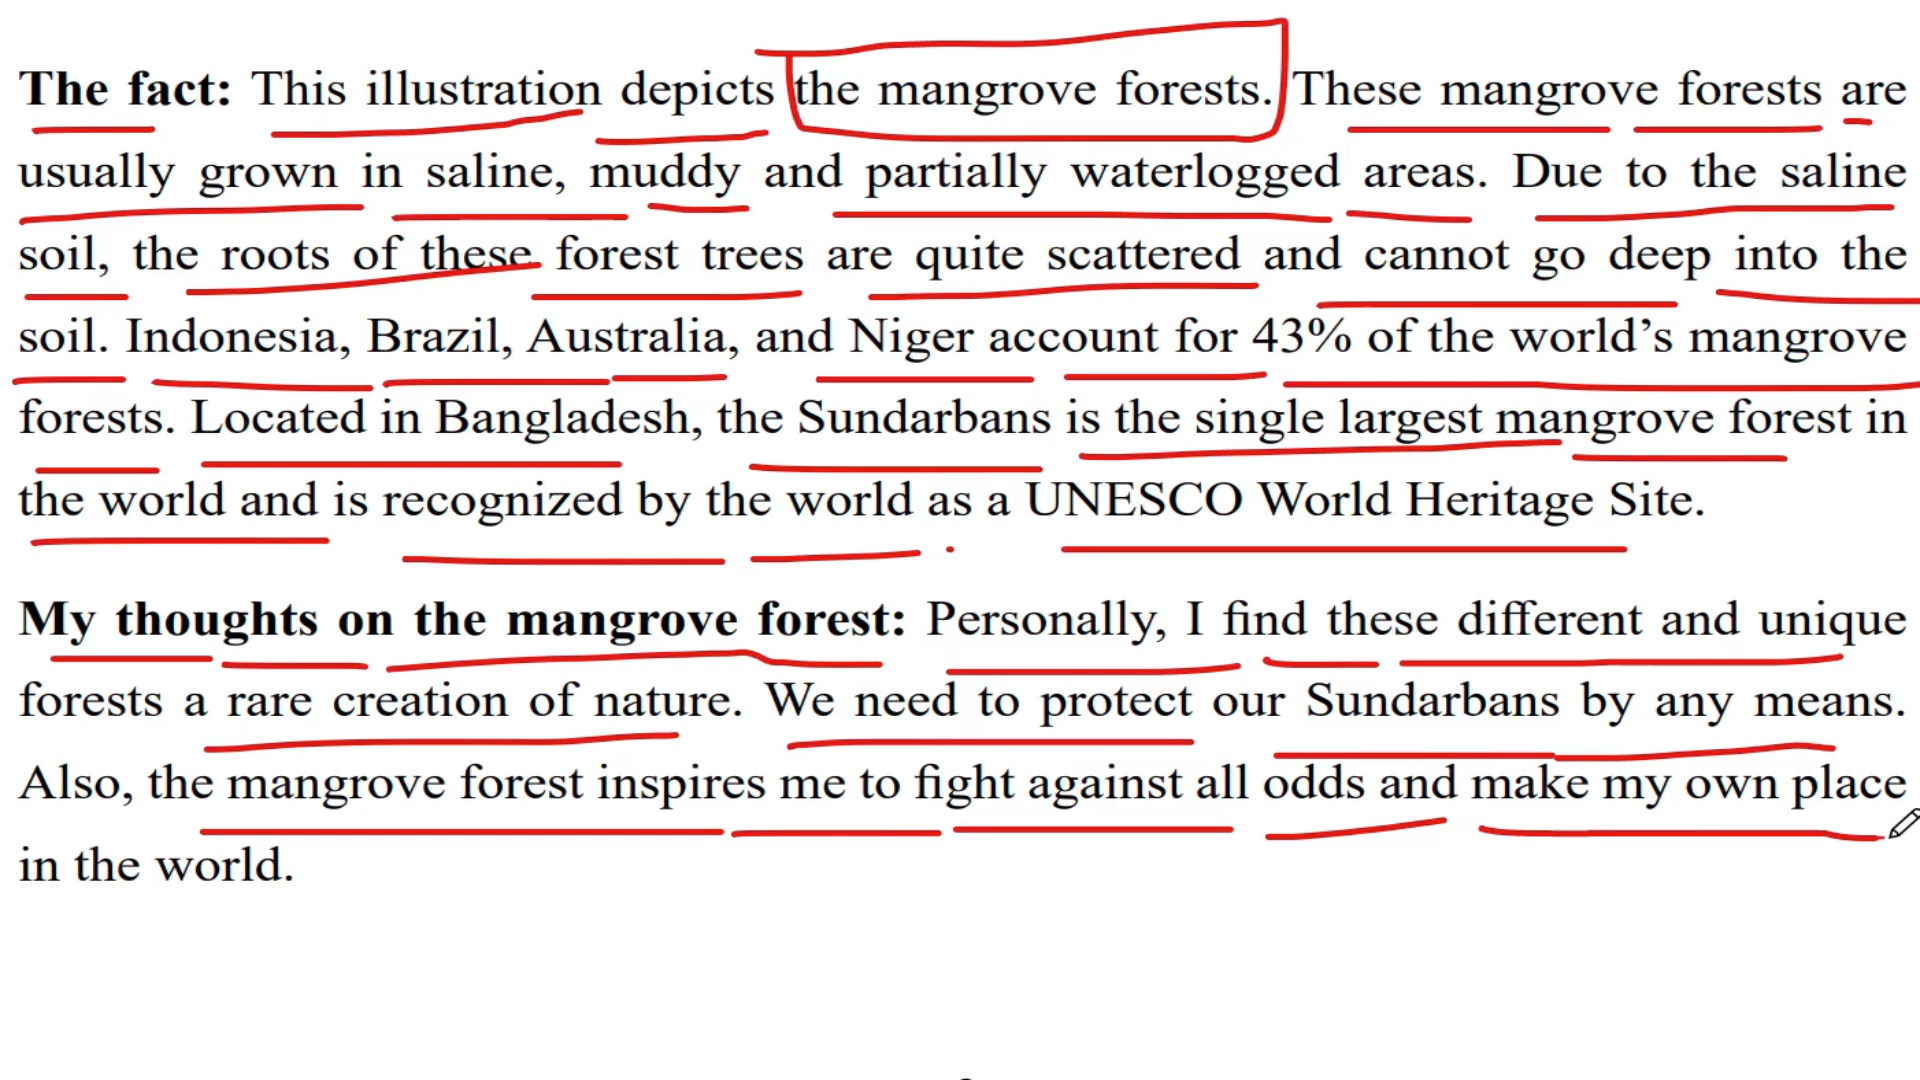 The fact: This illustration depicts the mangrove forests. These mangrove forests are
usually grown in saline, muddy and partially waterlogged areas. Due to the saline
soil, the roots of these forest trees are quite scattered and cannot go deep into the
soil. Indonesia, Brazil, Australia, and Niger account for 43% of the world’s mangrove
forests. Located in Bangladesh, the Sundarbans is the single largest mangrove forest in
the world and is recognized by the world as a UNESCO World Heritage Site.
My thoughts on the mangrove forest: Personally, I find these different and unique
forests a rare creation of nature. We need to protect our Sundarbans by any means.
Also, the mangrove forest inspires me to fight against all odds and make my own place
in the world.